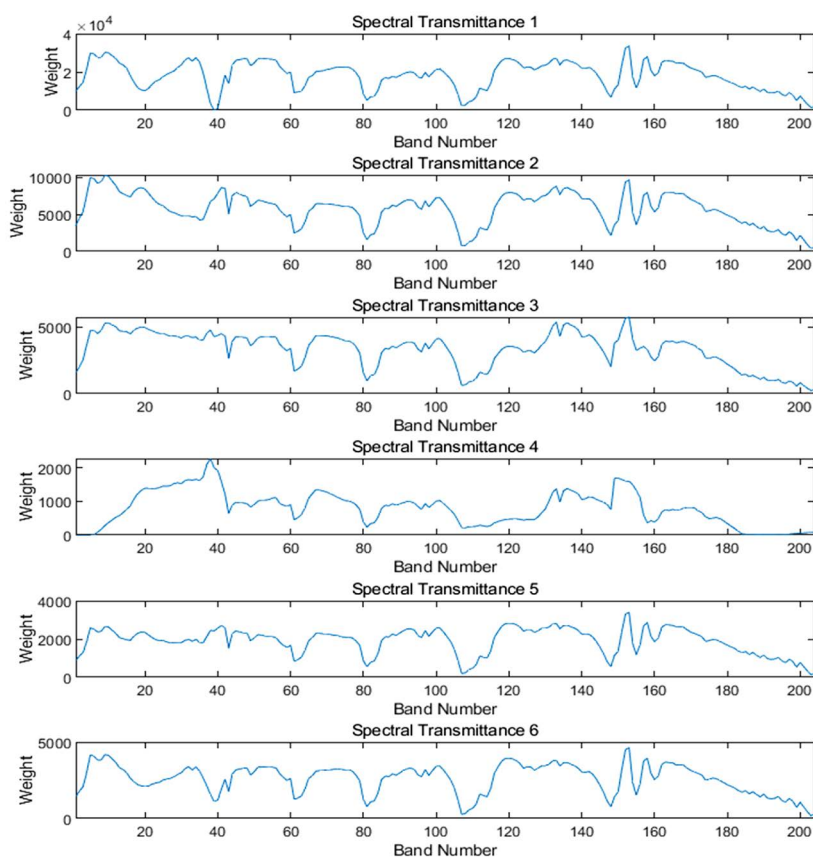 Spectral Transmittance 1
×10⁴
4
2
0
Weight
20 40 60 80 100 120 140 160 180 200
Band Number
Spectral Transmittance 2
10000
5000
0
Weight
20 40 60 80 100 120 140 160 180 200
Band Number
Spectral Transmittance 3
5000
0
Weight
20 40 60 80 100 120 140 160 180 200
Band Number
Spectral Transmittance 4
2000
1000
0
Weight
20 40 60 80 100 120 140 160 180 200
Band Number
Spectral Transmittance 5
4000
2000
0
Weight
20 40 60 80 100 120 140 160 180 200
Band Number
Spectral Transmittance 6
5000
0
Weight
20 40 60 80 100 120 140 160 180 200
Band Number